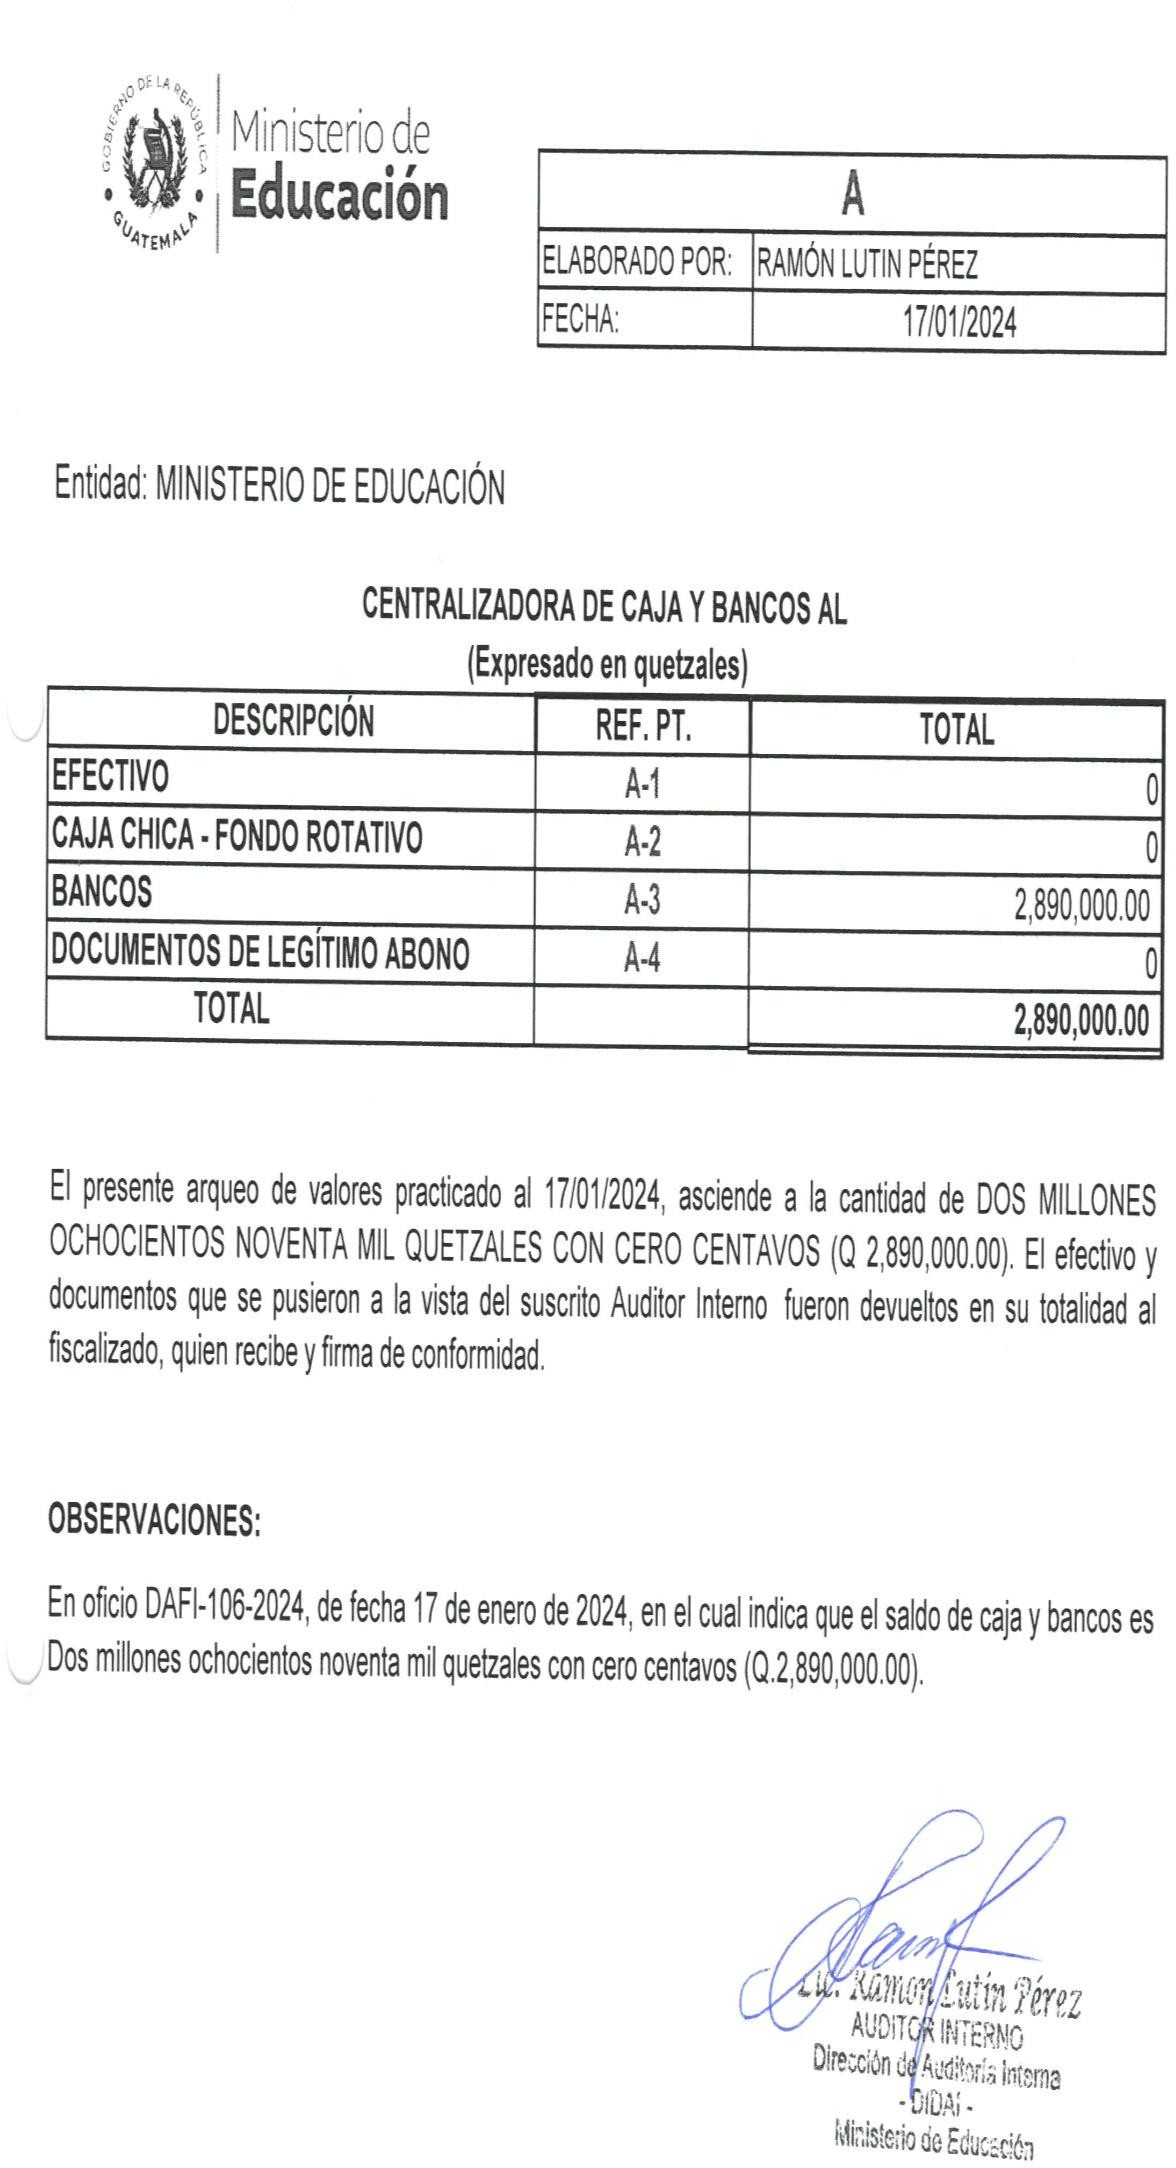 GOBIERNO DE LA REPÚBLICA
GUATEMALA
Ministerio de
Educación
A
ELABORADO POR: RAMÓN LUTIN PÉREZ
FECHA: 17/01/2024
Entidad: MINISTERIO DE EDUCACIÓN
CENTRALIZADORA DE CAJA Y BANCOS AL
(Expresado en quetzales)
DESCRIPCIÓN REF. PT. TOTAL
EFECTIVO A-1 0
CAJA CHICA - FONDO ROTATIVO A-2 0
BANCOS A-3 2,890,000.00
DOCUMENTOS DE LEGÍTIMO ABONO A-4 0
TOTAL 2,890,000.00
El presente arqueo de valores practicado al 17/01/2024, asciende a la cantidad de DOS MILLONES
OCHOCIENTOS NOVENTA MIL QUETZALES CON CERO CENTAVOS (Q 2,890,000.00). El efectivo y
documentos que se pusieron a la vista del suscrito Auditor Interno fueron devueltos en su totalidad al
fiscalizado, quien recibe y firma de conformidad.
OBSERVACIONES:
En oficio DAFI-106-2024, de fecha 17 de enero de 2024, en el cual indica que el saldo de caja y bancos es
Dos millones ochocientos noventa mil quetzales con cero centavos (Q.2,890,000.00).
Lic. Ramon Lutín Pérez
AUDITOR INTERNO
Dirección de Auditoría Interna
- DIDAI -
Ministerio de Educación